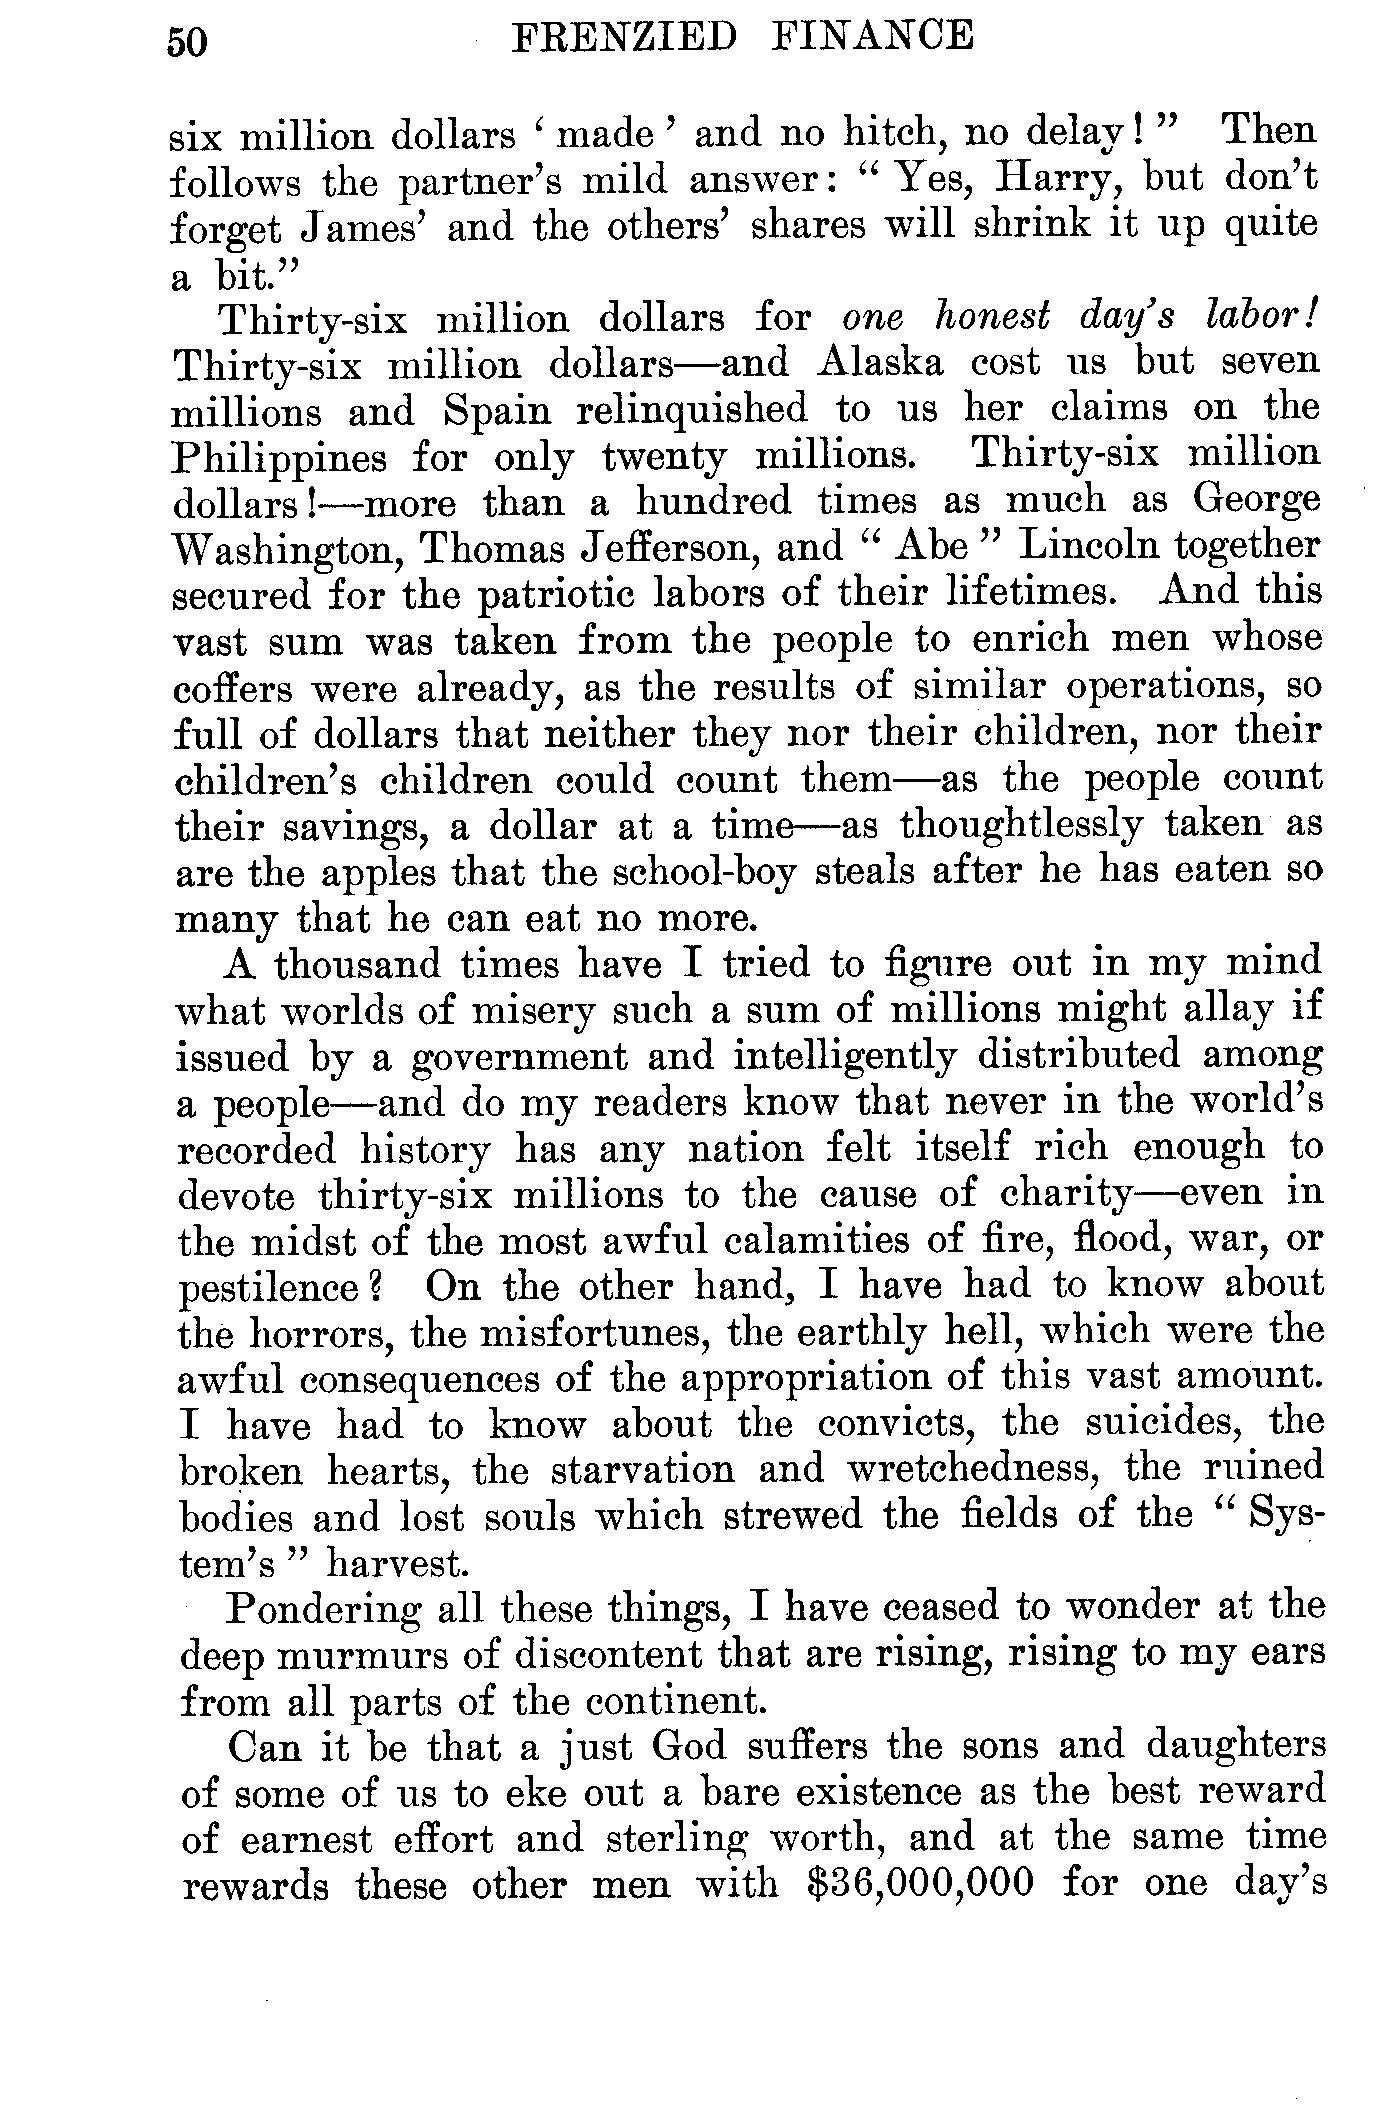 50 FRENZIED FINANCE
six million dollars ‘ made ’ and no hitch, no delay! ” Then
follows the partner’s mild answer: “ Yes, Harry, but don’t
forget James’ and the others’ shares will shrink it up quite
a bit.”
Thirty-six million dollars for one honest day’s labor!
Thirty-six million dollars—and Alaska cost us but seven
millions and Spain relinquished to us her claims on the
Philippines for only twenty millions. Thirty-six million
dollars!—more than a hundred times as much as George
Washington, Thomas Jefferson, and “ Abe ” Lincoln together
secured for the patriotic labors of their lifetimes. And this
vast sum was taken from the people to enrich men whose
coffers were already, as the results of similar operations, so
full of dollars that neither they nor their children, nor their
children’s children could count them—as the people count
their savings, a dollar at a time—as thoughtlessly taken as
are the apples that the school-boy steals after he has eaten so
many that he can eat no more.
A thousand times have I tried to figure out in my mind
what worlds of misery such a sum of millions might allay if
issued by a government and intelligently distributed among
a people—and do my readers know that never in the world’s
recorded history has any nation felt itself rich enough to
devote thirty-six millions to the cause of charity—even in
the midst of the most awful calamities of fire, flood, war, or
pestilence? On the other hand, I have had to know about
the horrors, the misfortunes, the earthly hell, which were the
awful consequences of the appropriation of this vast amount.
I have had to know about the convicts, the suicides, the
broken hearts, the starvation and wretchedness, the ruined
bodies and lost souls which strewed the fields of the “ Sys-
tem’s ” harvest.
Pondering all these things, I have ceased to wonder at the
deep murmurs of discontent that are rising, rising to my ears
from all parts of the continent.
Can it be that a just God suffers the sons and daughters
of some of us to eke out a bare existence as the best reward
of earnest effort and sterling worth, and at the same time
rewards these other men with $36,000,000 for one day’s